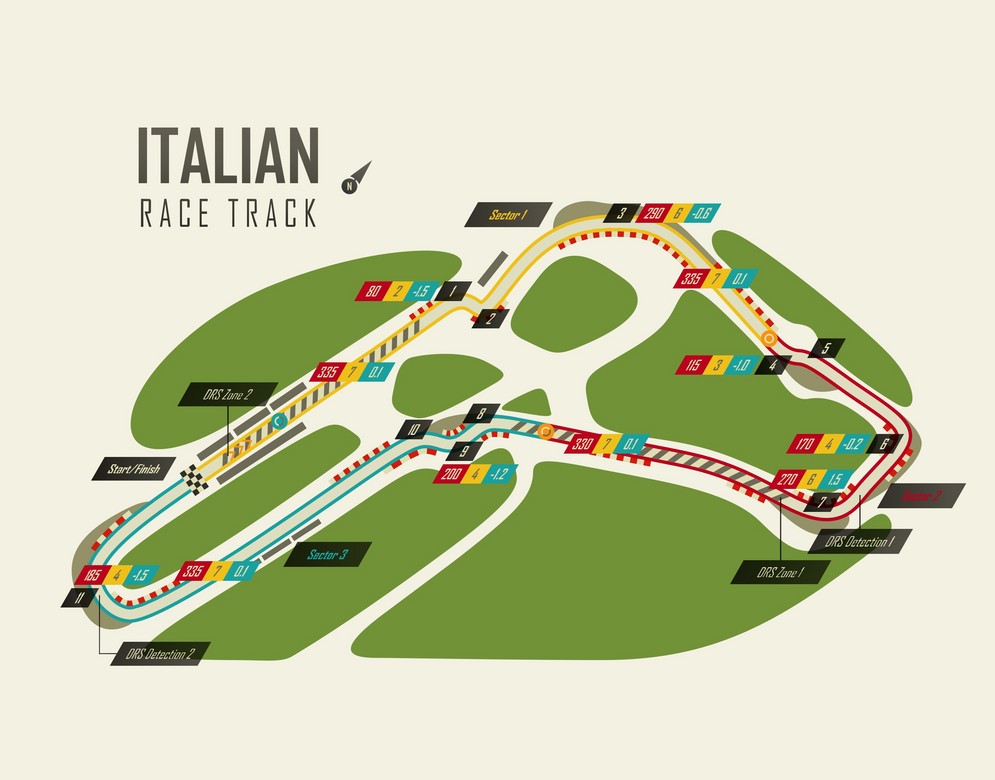 ITALIAN
RACE TRACK
N
Sector 1
3 290 6 -0.6
335 7 0.1
80 2 -1.5 1
2
5
115 3 -1.0 4
335 7 0.1
DRS Zone 2
8
10
9
330 7 0.1
170 4 -0.2 6
Start/Finish
200 4 -1.2
270 6 1.5
7
Sector 2
DRS Detection 1
Sector 3
DRS Zone 1
185 4 -1.5
335 7 0.1
11
DRS Detection 2